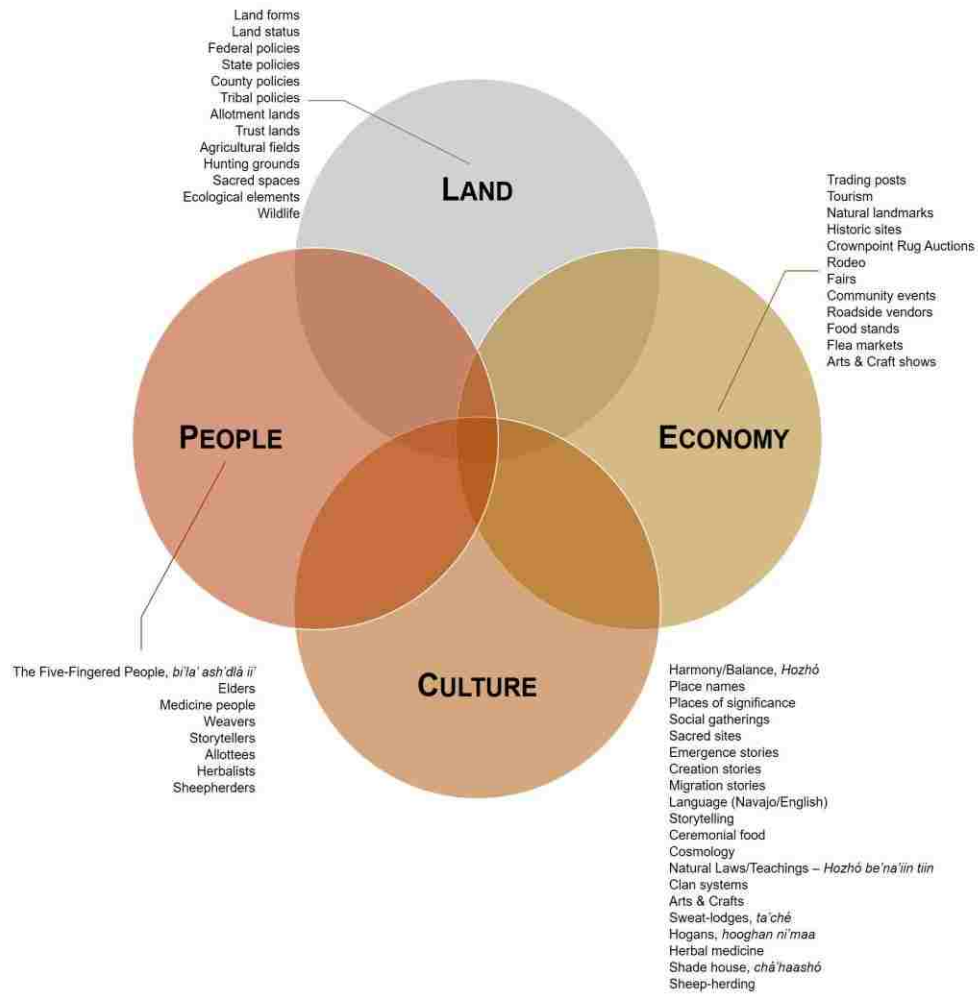 Land forms
Land status
Federal policies
State policies
County policies
Tribal policies
Allotment lands
Trust lands
Agricultural fields
Hunting grounds
Sacred spaces
Ecological elements
Wildlife
LAND
Trading posts
Tourism
Natural landmarks
Historic sites
Crownpoint Rug Auctions
Rodeo
Fairs
Community events
Roadside vendors
Food stands
Flea markets
Arts & Craft shows
PEOPLE
ECONOMY
The Five-Fingered People, bi'la' ash'dlà ii'
Elders
Medicine people
Weavers
Storytellers
Allottees
Herbalists
Sheepherders
CULTURE
Harmony/Balance, Hozhó
Place names
Places of significance
Social gatherings
Sacred sites
Emergence stories
Creation stories
Migration stories
Language (Navajo/English)
Storytelling
Ceremonial food
Cosmology
Natural Laws/Teachings – Hozhó be'na'iin tiin
Clan systems
Arts & Crafts
Sweat-lodges, ta'ché
Hogans, hooghan ni'maa
Herbal medicine
Shade house, chá'haashó
Sheep-herding